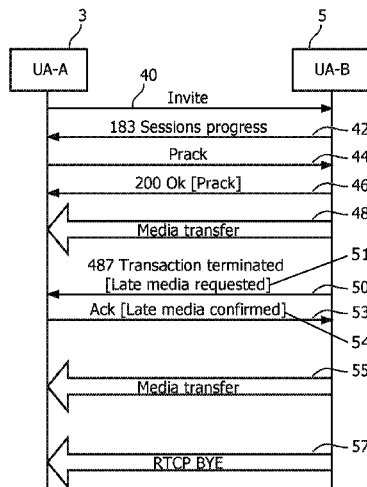 3
5
UA-A
UA-B
40
Invite
183 Sessions progress
42
Prack
44
200 Ok [Prack]
46
48
Media transfer
487 Transaction terminated
51
[Late media requested]
50
Ack [Late media confirmed]
53
54
55
Media transfer
57
RTCP BYE